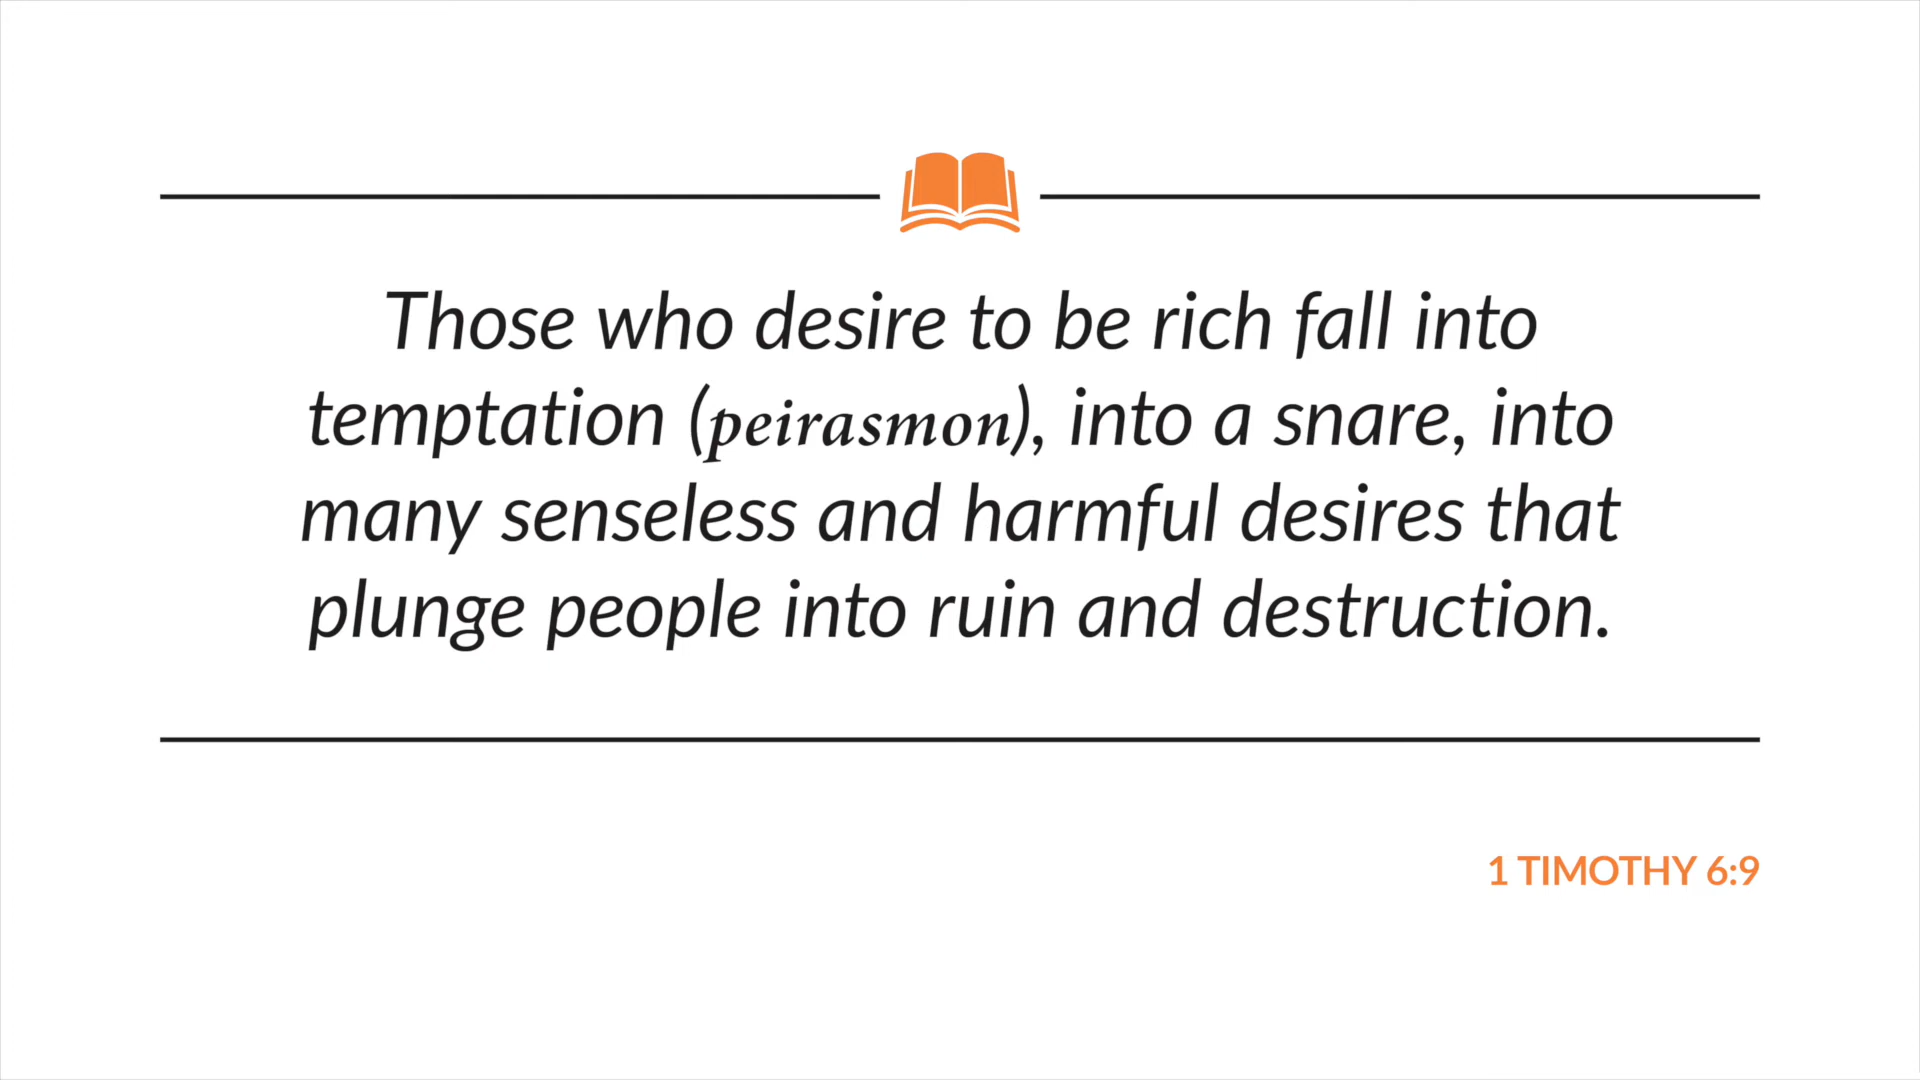 Those who desire to be rich fall into
temptation (peirasmon), into a snare, into
many senseless and harmful desires that
plunge people into ruin and destruction.
1 TIMOTHY 6:9